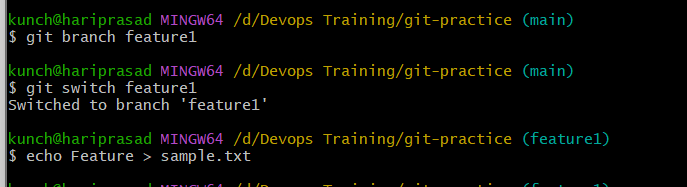 kunch@hariprasad MINGW64 /d/Devops Training/git-practice (main)
$ git branch feature1
kunch@hariprasad MINGW64 /d/Devops Training/git-practice (main)
$ git switch feature1
Switched to branch 'feature1'
kunch@hariprasad MINGW64 /d/Devops Training/git-practice (feature1)
$ echo Feature > sample.txt